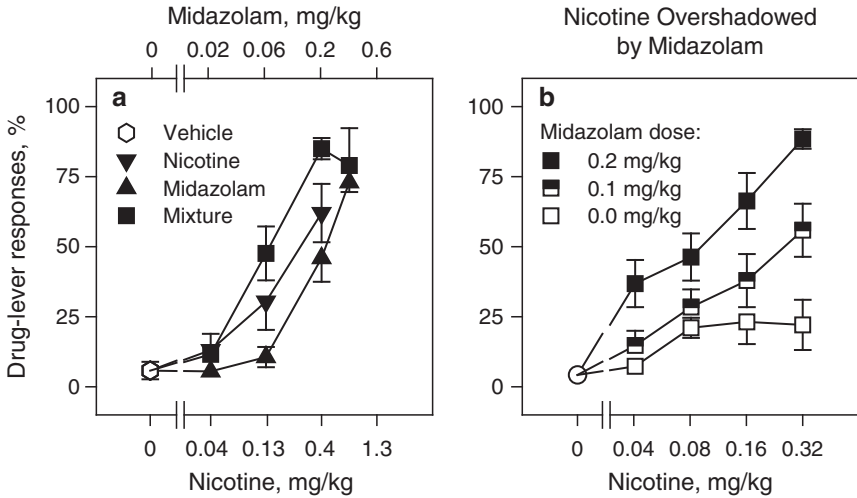 Midazolam, mg/kg
0 0.02 0.06 0.2 0.6
Nicotine Overshadowed
by Midazolam
Drug-lever responses, %
100
75
50
25
0
a
Vehicle
Nicotine
Midazolam
Mixture
0 0.04 0.13 0.4 1.3
Nicotine, mg/kg
100
75
50
25
0
b
Midazolam dose:
0.2 mg/kg
0.1 mg/kg
0.0 mg/kg
0 0.04 0.08 0.16 0.32
Nicotine, mg/kg